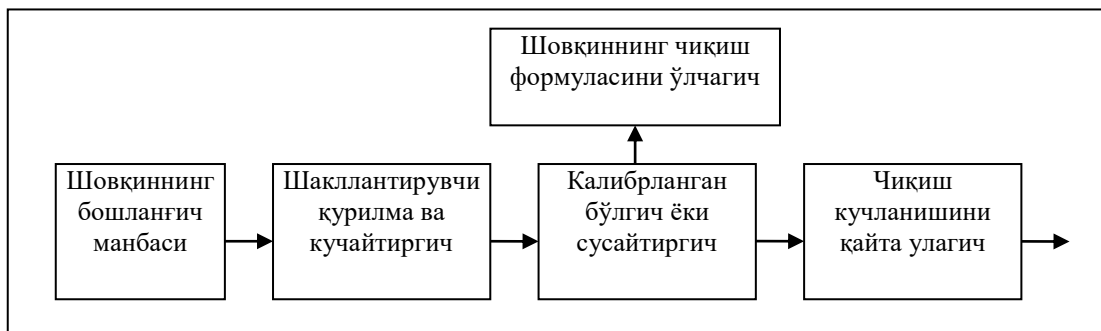 Шовқиннинг чиқиш
формуласини ўлчагич
Шовқиннинг
бошланғич
манбаси
Шакллантирувчи
қурилма ва
кучайтиргич
Калибрланган
бўлгич ёки
сусайтиргич
Чиқиш
кучланишини
қайта улагич